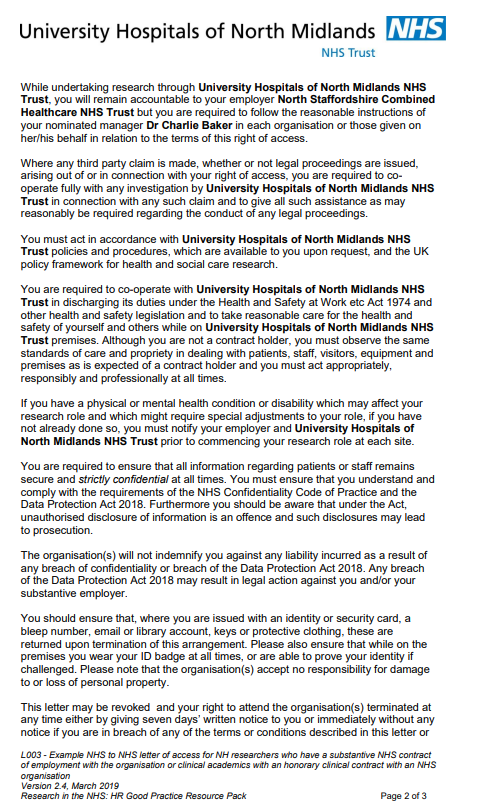 University Hospitals of North Midlands NHS
NHS Trust
While undertaking research through University Hospitals of North Midlands NHS
Trust, you will remain accountable to your employer North Staffordshire Combined
Healthcare NHS Trust but you are required to follow the reasonable instructions of
your nominated manager Dr Charlie Baker in each organisation or those given on
her/his behalf in relation to the terms of this right of access.
Where any third party claim is made, whether or not legal proceedings are issued,
arising out of or in connection with your right of access, you are required to co-
operate fully with any investigation by University Hospitals of North Midlands NHS
Trust in connection with any such claim and to give all such assistance as may
reasonably be required regarding the conduct of any legal proceedings.
You must act in accordance with University Hospitals of North Midlands NHS
Trust policies and procedures, which are available to you upon request, and the UK
policy framework for health and social care research.
You are required to co-operate with University Hospitals of North Midlands NHS
Trust in discharging its duties under the Health and Safety at Work etc Act 1974 and
other health and safety legislation and to take reasonable care for the health and
safety of yourself and others while on University Hospitals of North Midlands NHS
Trust premises. Although you are not a contract holder, you must observe the same
standards of care and propriety in dealing with patients, staff, visitors, equipment and
premises as is expected of a contract holder and you must act appropriately,
responsibly and professionally at all times.
If you have a physical or mental health condition or disability which may affect your
research role and which might require special adjustments to your role, if you have
not already done so, you must notify your employer and University Hospitals of
North Midlands NHS Trust prior to commencing your research role at each site.
You are required to ensure that all information regarding patients or staff remains
secure and strictly confidential at all times. You must ensure that you understand and
comply with the requirements of the NHS Confidentiality Code of Practice and the
Data Protection Act 2018. Furthermore you should be aware that under the Act,
unauthorised disclosure of information is an offence and such disclosures may lead
to prosecution.
The organisation(s) will not indemnify you against any liability incurred as a result of
any breach of confidentiality or breach of the Data Protection Act 2018. Any breach
of the Data Protection Act 2018 may result in legal action against you and/or your
substantive employer.
You should ensure that, where you are issued with an identity or security card, a
bleep number, email or library account, keys or protective clothing, these are
returned upon termination of this arrangement. Please also ensure that while on the
premises you wear your ID badge at all times, or are able to prove your identity if
challenged. Please note that the organisation(s) accept no responsibility for damage
to or loss of personal property.
This letter may be revoked and your right to attend the organisation(s) terminated at
any time either by giving seven days' written notice to you or immediately without any
notice if you are in breach of any of the terms or conditions described in this letter or
L003 - Example NHS to NHS letter of access for NH researchers who have a substantive NHS contract
of employment with the organisation or clinical academics with an honorary clinical contract with an NHS
organisation
Version 2.4, March 2019
Research in the NHS: HR Good Practice Resource Pack Page 2 of 3